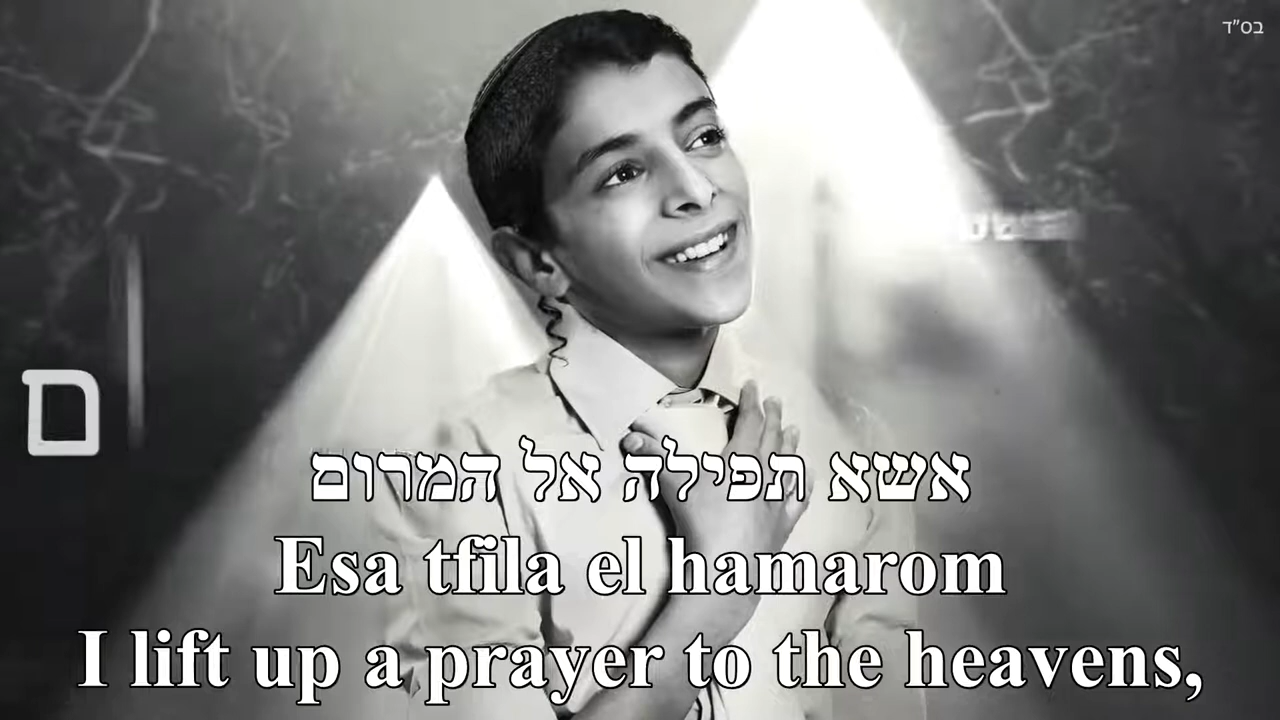 בס"ד
ם
אשא תפילה אל המרום
Esa tfila el hamarom
I lift up a prayer to the heavens,